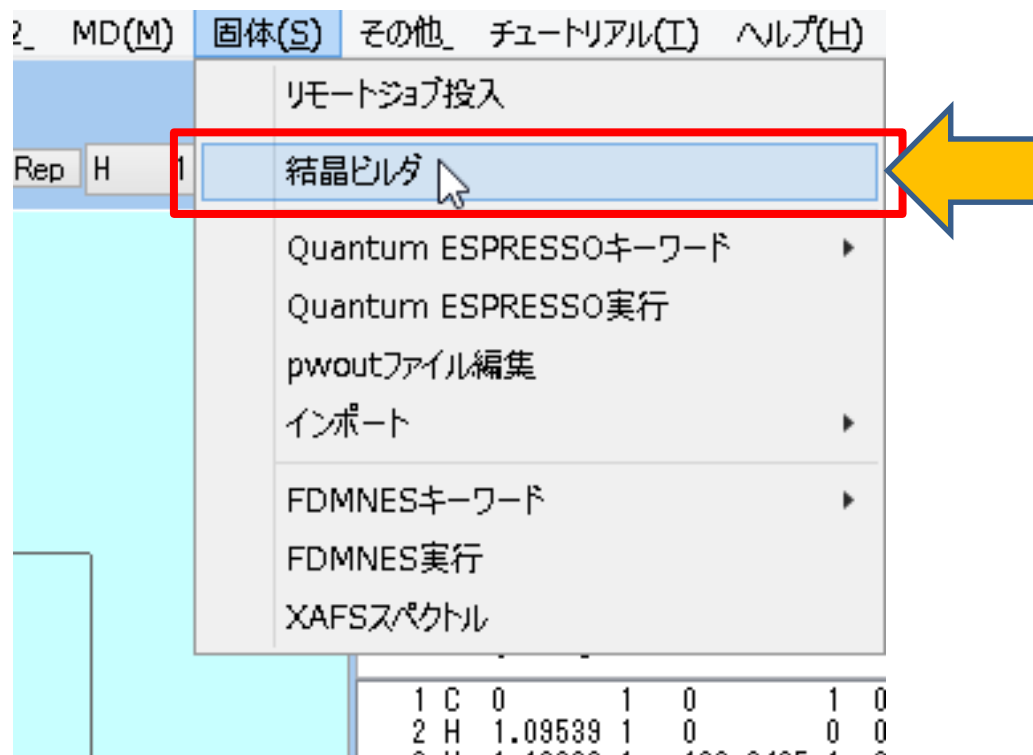 2_ MD(M) 固体(S) その他_ チュートリアル(T) ヘルプ(H)
リモートジョブ投入
Rep H 1
結晶ビルダ
Quantum ESPRESSOキーワード
Quantum ESPRESSO実行
pwoutファイル編集
インポート
FDMNESキーワード
FDMNES実行
XAFSスペクトル
1 C 0 1 0 1 0
2 H 1.09539 1 0 0 0